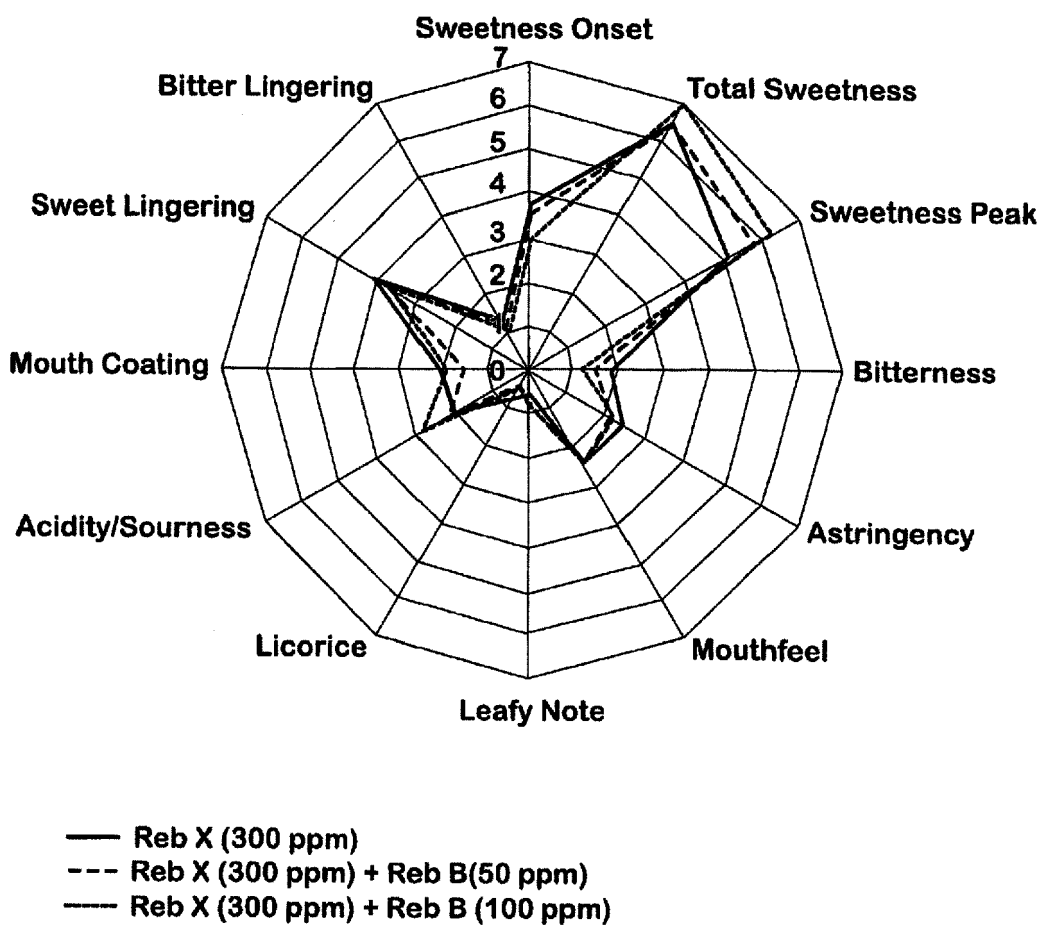 Sweetness Onset
7
Bitter Lingering
Total Sweetness
6
5
Sweet Lingering
4
Sweetness Peak
3
2
1
Mouth Coating
0
Bitterness
Acidity/Sourness
Astringency
Licorice
Mouthfeel
Leafy Note
Reb X (300 ppm)
Reb X (300 ppm) + Reb B(50 ppm)
Reb X (300 ppm) + Reb B (100 ppm)